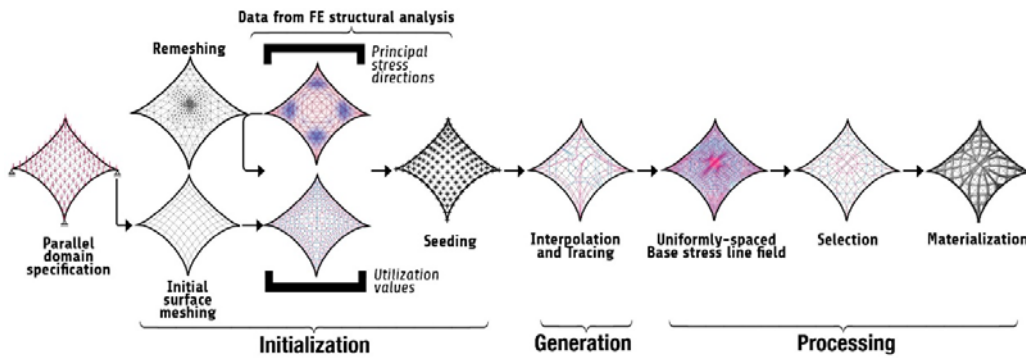 Data from FE structural analysis
Remeshing
Principal
stress
directions
Parallel
domain
specification
Initial
surface
meshing
Utilization
values
Seeding
Interpolation
and Tracing
Uniformly-spaced
Base stress line field
Selection
Materialization
Initialization
Generation
Processing